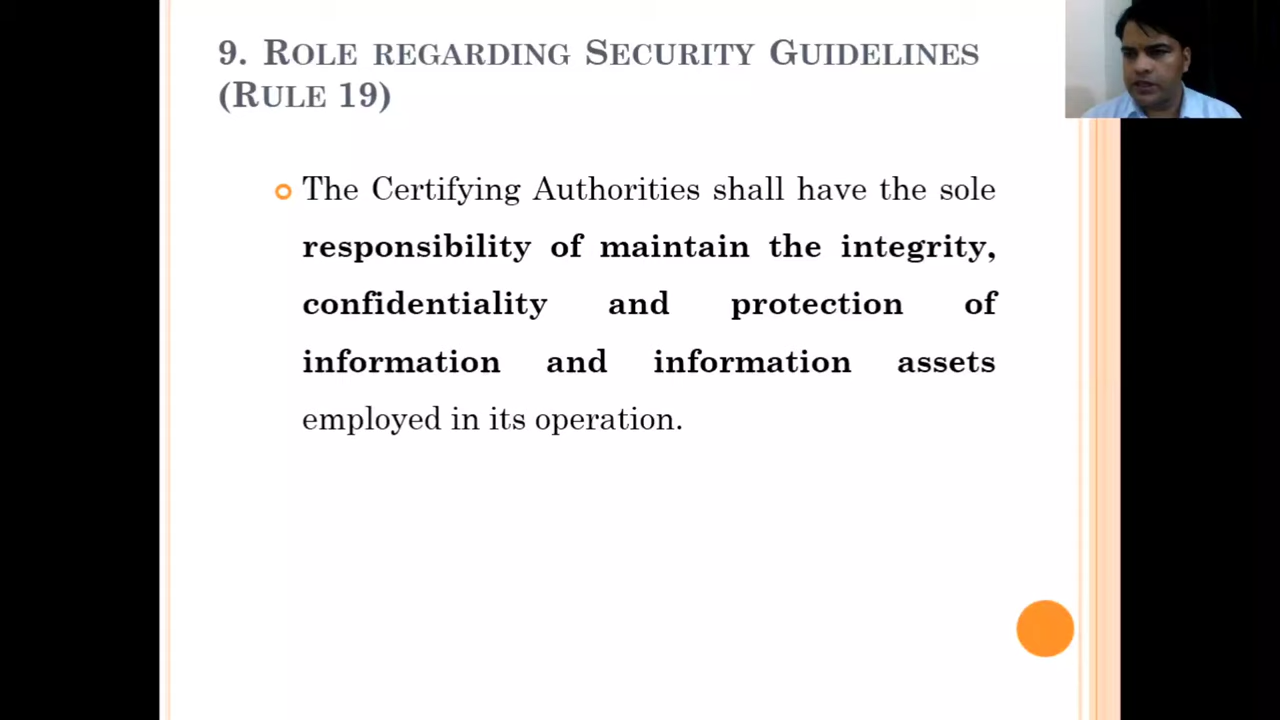 9. ROLE REGARDING SECURITY GUIDELINES
(RULE 19)
The Certifying Authorities shall have the sole
responsibility of maintain the integrity,
confidentiality and protection of
information and information assets
employed in its operation.